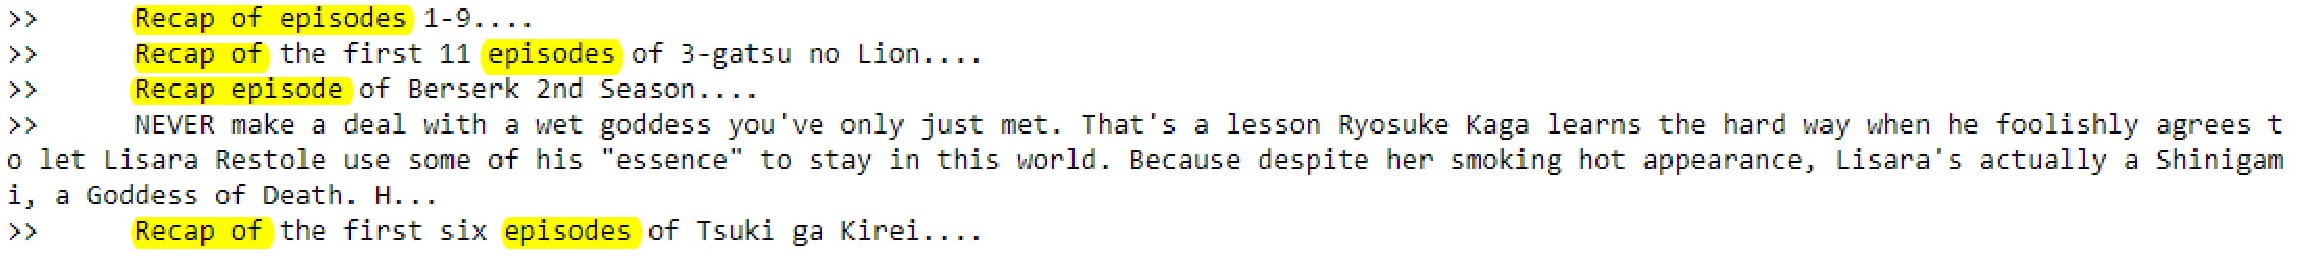 >> Recap of episodes 1-9....
>> Recap of the first 11 episodes of 3-gatsu no Lion....
>> Recap episode of Berserk 2nd Season....
>> NEVER make a deal with a wet goddess you've only just met. That's a lesson Ryosuke Kaga learns the hard way when he foolishly agrees t
o let Lisara Restole use some of his "essence" to stay in this world. Because despite her smoking hot appearance, Lisara's actually a Shinigam
i, a Goddess of Death. H...
>> Recap of the first six episodes of Tsuki ga Kirei....